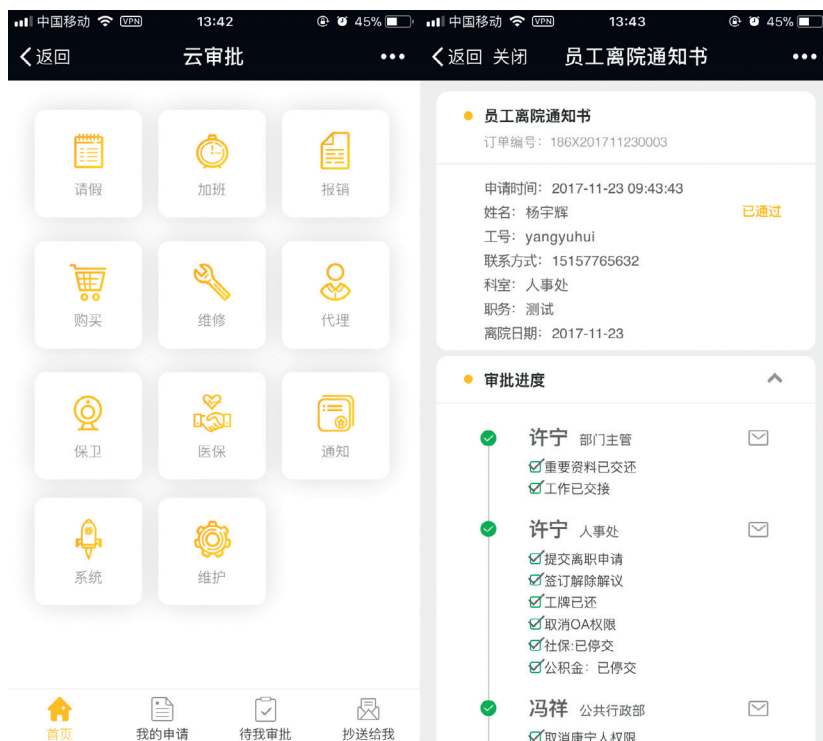 中国移动 VPN 13:42 45%
返回 云审批
请假 加班 报销
购买 维修 代理
保卫 医保 通知
系统 维护
首页 我的申请 待我审批 抄送给我
中国移动 VPN 13:43 45%
返回 关闭 员工离院通知书
员工离院通知书
订单编号：186X201711230003
申请时间：2017-11-23 09:43:43
姓名：杨宇辉 已通过
工号：yangyuhui
联系方式：15157765632
科室：人事处
职务：测试
离院日期：2017-11-23
审批进度
许宁 部门主管
重要资料已交还
工作已交接
许宁 人事处
提交离职申请
签订解除解议
工牌已还
取消OA权限
社保:已停交
公积金：已停交
冯祥 公共行政部
取消康宁人权限